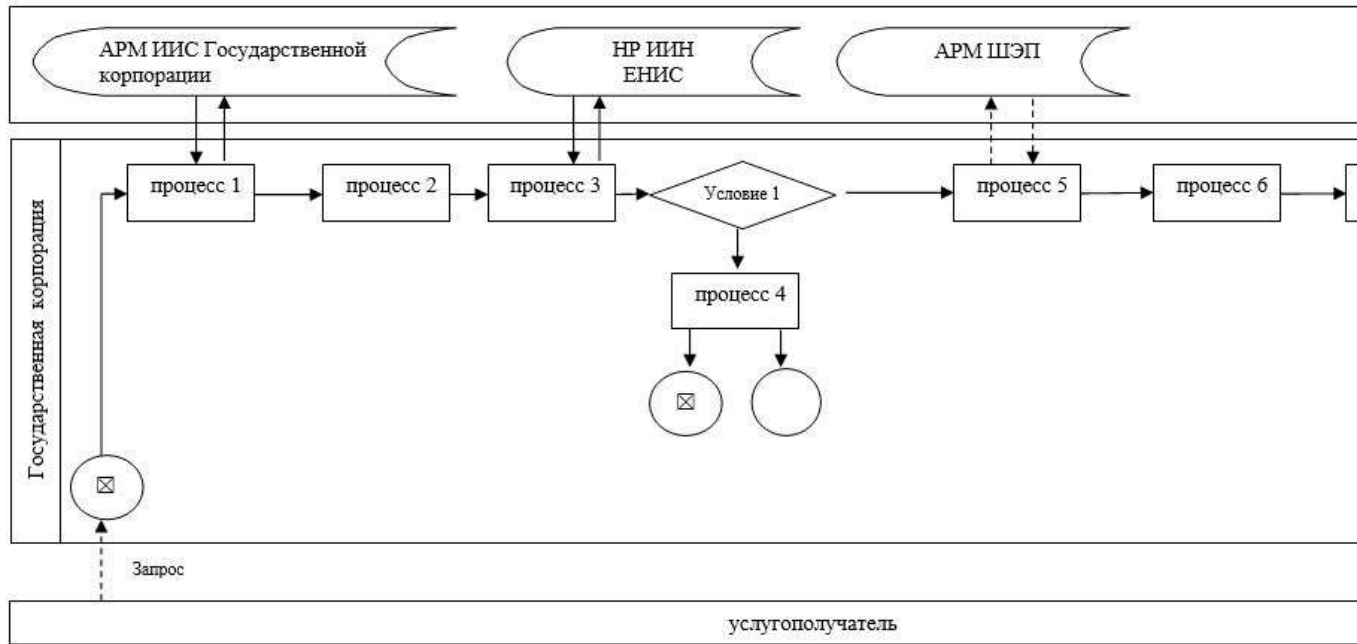 АРМ ИИС Государственной
корпорации
НР ИИН
ЕНИС
АРМ ШЭП
Государственная корпорация
процесс 1
процесс 2
процесс 3
Условие 1
процесс 5
процесс 6
процесс 4
Запрос
услугополучатель